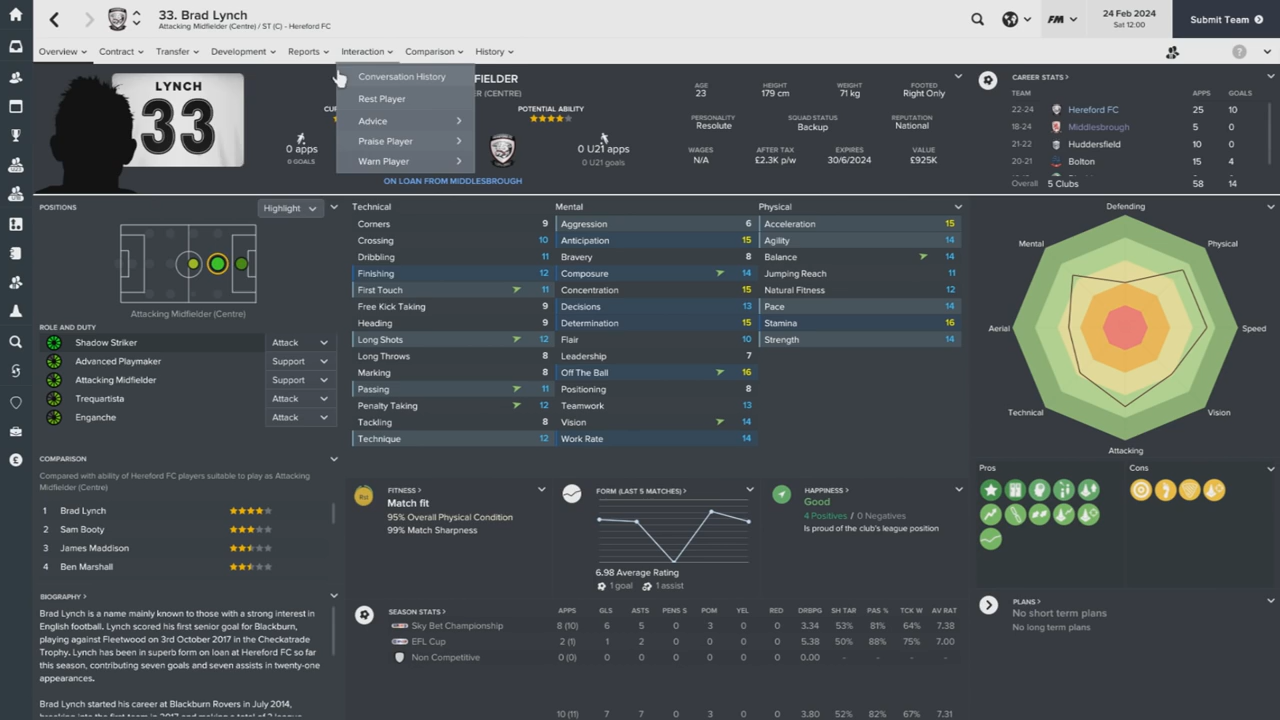 33. Brad Lynch
Attacking Midfielder (Centre) / ST (C) - Hereford FC
FM
24 Feb 2024
Sat 12:00
Submit Team
Overview
Contract
Transfer
Development
Reports
Interaction
Comparison
History
LYNCH
33
Conversation History
Rest Player
Advice
Praise Player
Warn Player
FIELDER
(CENTRE)
0 apps
0 GOALS
POTENTIAL ABILITY
0 U21 apps
0 U21 goals
ON LOAN FROM MIDDLESBROUGH
AGE
23
HEIGHT
179 cm
WEIGHT
71 kg
FOOTED
Right Only
PERSONALITY
Resolute
SQUAD STATUS
Backup
REPUTATION
National
WAGES
N/A
AFTER TAX
£2.3K p/w
EXPIRES
30/6/2024
VALUE
£925K
CAREER STATS >
TEAM APPS GOALS
22-24 Hereford FC 25 10
18-24 Middlesbrough 5 0
21-22 Huddersfield 10 0
20-21 Bolton 15 4
Overall 5 Clubs 58 14
POSITIONS
Highlight
Attacking Midfielder (Centre)
ROLE AND DUTY
Shadow Striker Attack
Advanced Playmaker Support
Attacking Midfielder Support
Trequartista Attack
Enganche Attack
COMPARISON
Compared with ability of Hereford FC players suitable to play as Attacking
Midfielder (Centre)
1 Brad Lynch
2 Sam Booty
3 James Maddison
4 Ben Marshall
BIOGRAPHY >
Brad Lynch is a name mainly known to those with a strong interest in
English football. Lynch scored his first senior goal for Blackburn,
playing against Fleetwood on 3rd October 2017 in the Checkatrade
Trophy. Lynch has been in superb form on loan at Hereford FC so far
this season, contributing seven goals and seven assists in twenty-one
appearances.
Brad Lynch started his career at Blackburn Rovers in July 2014,
Technical
Corners 9
Crossing 10
Dribbling 11
Finishing 12
First Touch 11
Free Kick Taking 9
Heading 9
Long Shots 12
Long Throws 8
Marking 8
Passing 11
Penalty Taking 12
Tackling 8
Technique 12
Mental
Aggression 6
Anticipation 15
Bravery 8
Composure 14
Concentration 15
Decisions 13
Determination 15
Flair 10
Leadership 7
Off The Ball 16
Positioning 8
Teamwork 13
Vision 14
Work Rate 14
Physical
Acceleration 15
Agility 14
Balance 14
Jumping Reach 11
Natural Fitness 12
Pace 14
Stamina 16
Strength 14
Defending
Physical
Speed
Vision
Attacking
Technical
Aerial
Mental
FITNESS >
Match fit
95% Overall Physical Condition
99% Match Sharpness
FORM (LAST 5 MATCHES) >
6.98 Average Rating
1 goal 1 assist
HAPPINESS >
Good
4 Positives / 0 Negatives
Is proud of the club's league position
Pros
Cons
SEASON STATS > APPS GLS ASTS PENS S POM YEL RED DRBPG SH TAR PAS % TCK W AV RAT
Sky Bet Championship 8 (10) 6 5 0 3 0 0 3.34 53% 81% 64% 7.38
EFL Cup 2 (1) 1 2 0 0 0 0 5.38 50% 88% 75% 7.00
Non Competitive 0 (0) 0 0 0 0 0 0 0.00 - - - -
10 (11) 7 7 0 3 0 0 3.80 52% 82% 67% 7.31
PLANS >
No short term plans
No long term plans